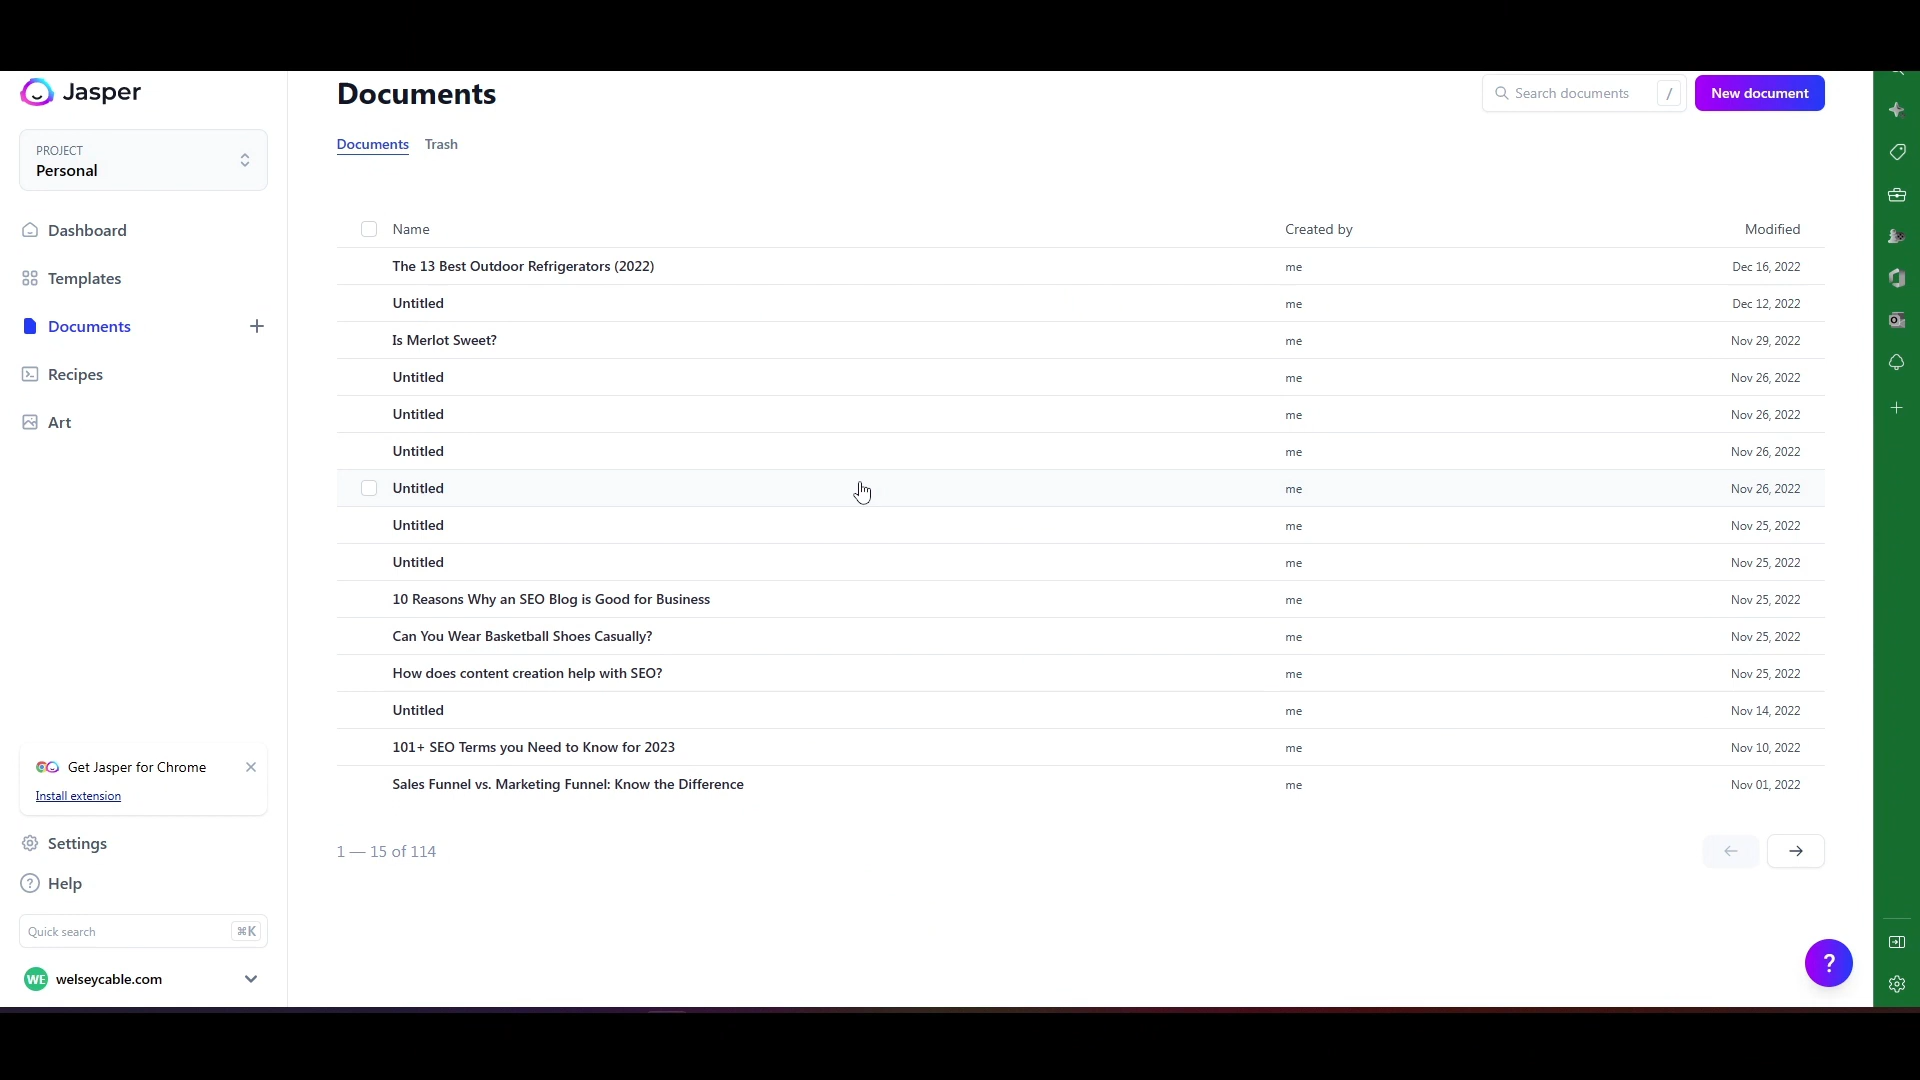 Jasper
PROJECT
Personal
Dashboard
Templates
Documents
Recipes
Art
Get Jasper for Chrome
Install extension
Settings
Help
Quick search ⌘K
WE welseycable.com
Documents
Search documents /
New document
Documents Trash
Name Created by Modified
The 13 Best Outdoor Refrigerators (2022) me Dec 16, 2022
Untitled me Dec 12, 2022
Is Merlot Sweet? me Nov 29, 2022
Untitled me Nov 26, 2022
Untitled me Nov 26, 2022
Untitled me Nov 26, 2022
Untitled me Nov 26, 2022
Untitled me Nov 25, 2022
Untitled me Nov 25, 2022
10 Reasons Why an SEO Blog is Good for Business me Nov 25, 2022
Can You Wear Basketball Shoes Casually? me Nov 25, 2022
How does content creation help with SEO? me Nov 25, 2022
Untitled me Nov 14, 2022
101+ SEO Terms you Need to Know for 2023 me Nov 10, 2022
Sales Funnel vs. Marketing Funnel: Know the Difference me Nov 01, 2022
1 — 15 of 114
?